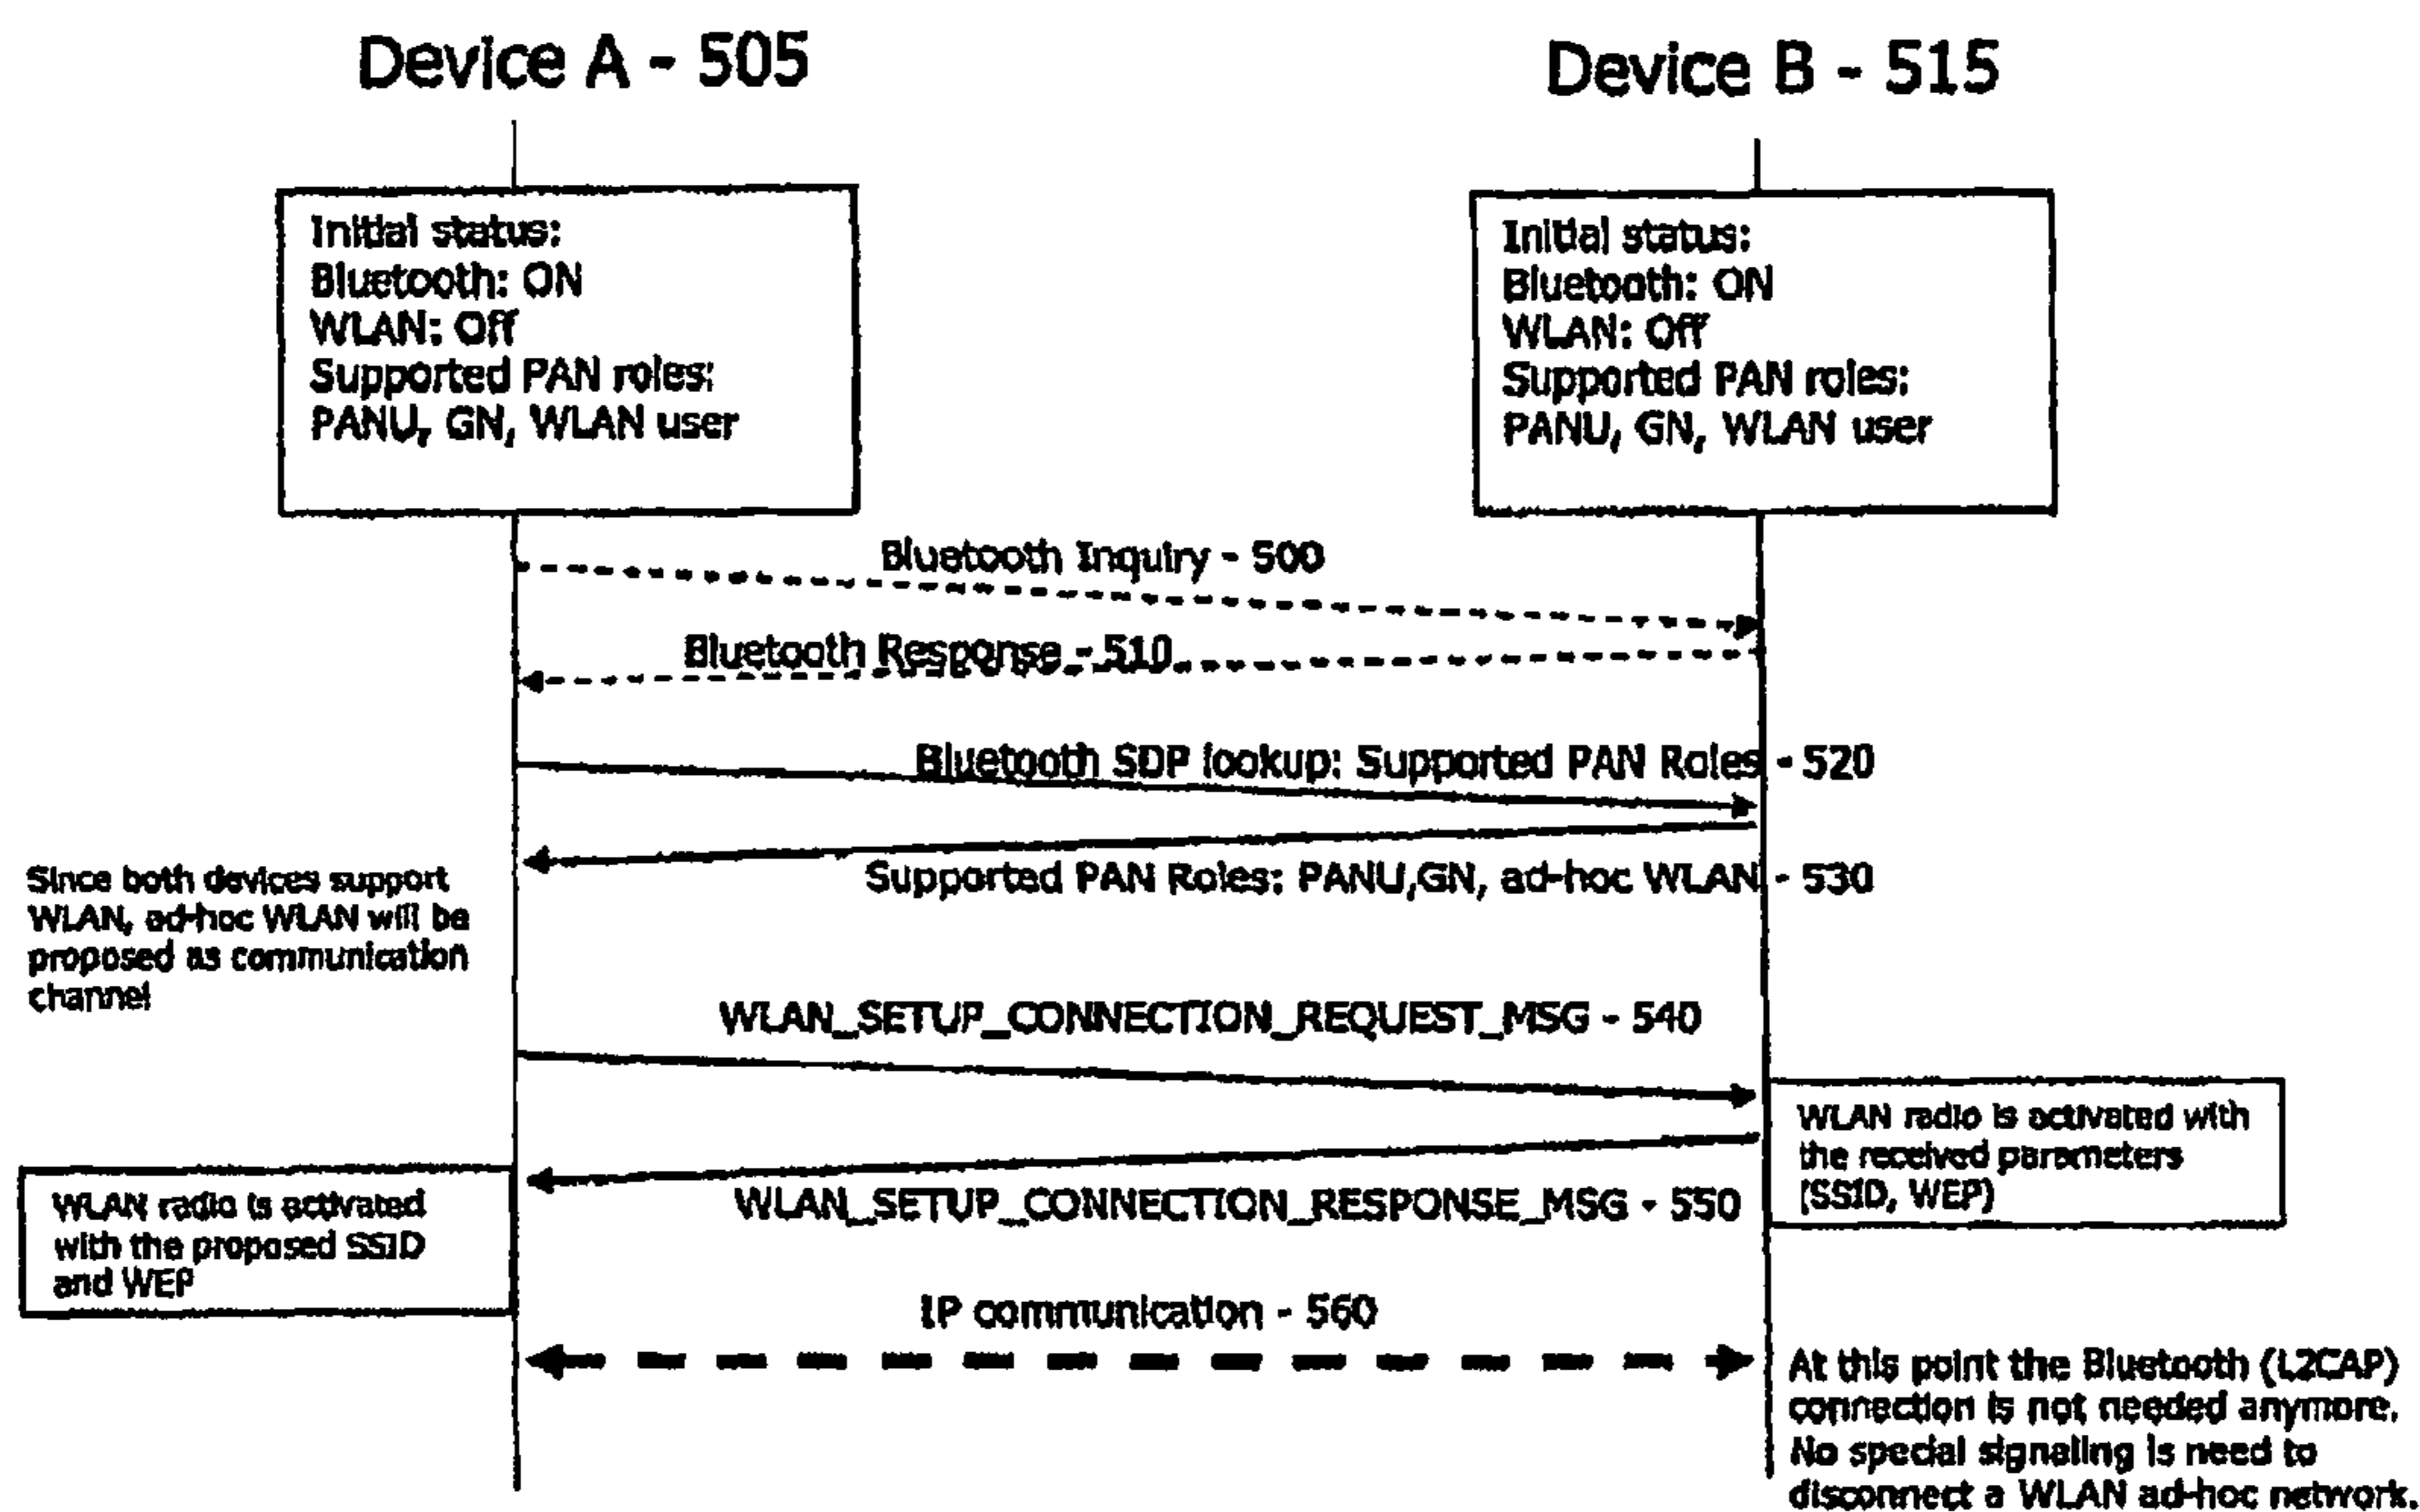 Device A - 505
Device B - 515
Initial status:
Bluetooth: ON
WLAN: Off
Supported PAN roles:
PANU, GN, WLAN user
Initial status:
Bluetooth: ON
WLAN: Off
Supported PAN roles:
PANU, GN, WLAN user
Bluetooth Inquiry - 500
Bluetooth Response - 510
Bluetooth SDP lookup: Supported PAN Roles - 520
Supported PAN Roles: PANU,GN, ad-hoc WLAN - 530
Since both devices support
WLAN, ad-hoc WLAN will be
proposed as communication
channel
WLAN_SETUP_CONNECTION_REQUEST_MSG - 540
WLAN radio is activated with
the received parameters
(SSID, WEP)
WLAN_SETUP_CONNECTION_RESPONSE_MSG - 550
WLAN radio is activated
with the proposed SSID
and WEP
IP communication - 560
At this point the Bluetooth (L2CAP)
connection is not needed anymore.
No special signaling is need to
disconnect a WLAN ad-hoc network.